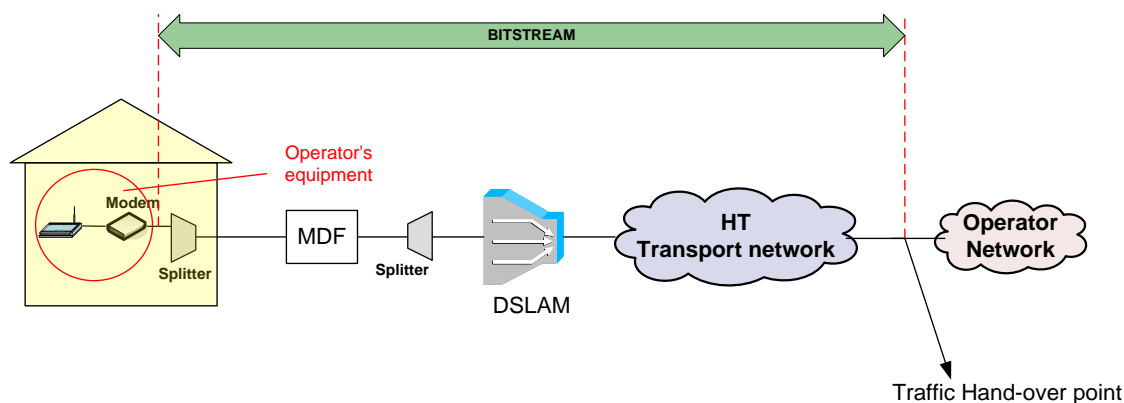 BITSTREAM
Operator's
equipment
Modem
Splitter
MDF
Splitter
DSLAM
HT
Transport network
Operator
Network
Traffic Hand-over point